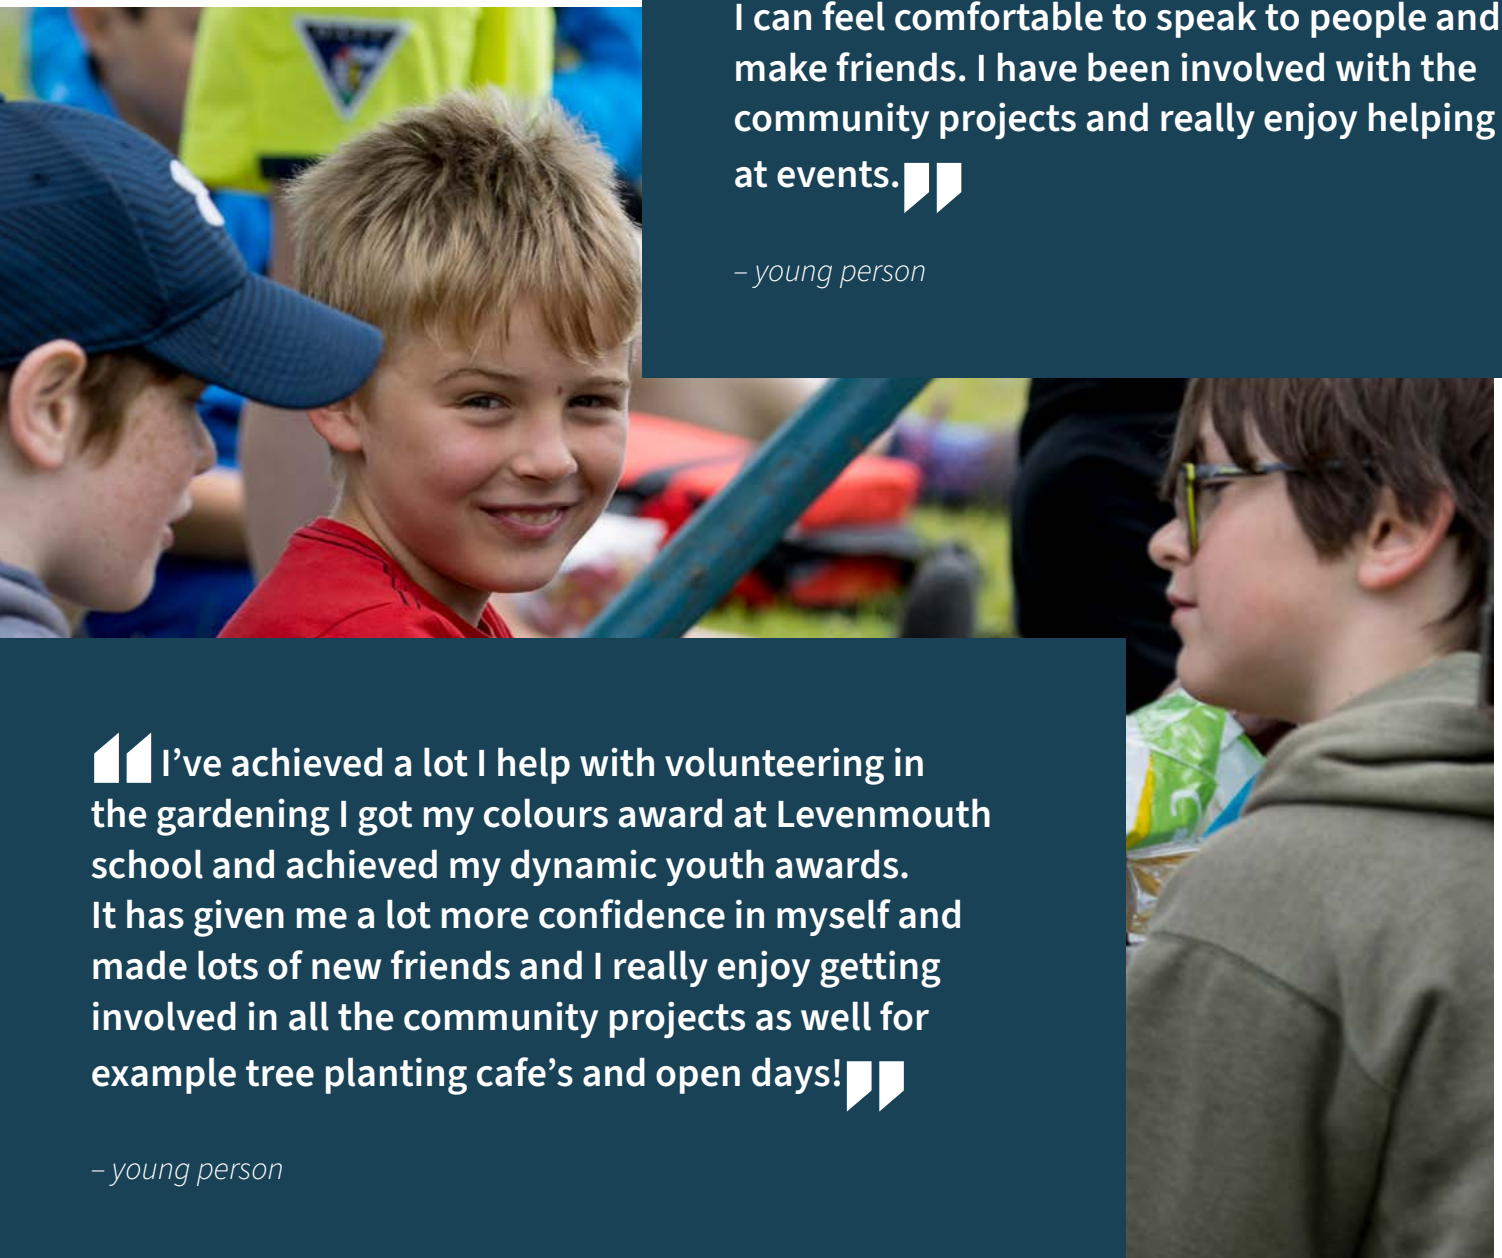 I can feel comfortable to speak to people and
make friends. I have been involved with the
community projects and really enjoy helping
at events.”
– young person
“I’ve achieved a lot I help with volunteering in
the gardening I got my colours award at Levenmouth
school and achieved my dynamic youth awards.
It has given me a lot more confidence in myself and
made lots of new friends and I really enjoy getting
involved in all the community projects as well for
example tree planting cafe’s and open days!”
– young person